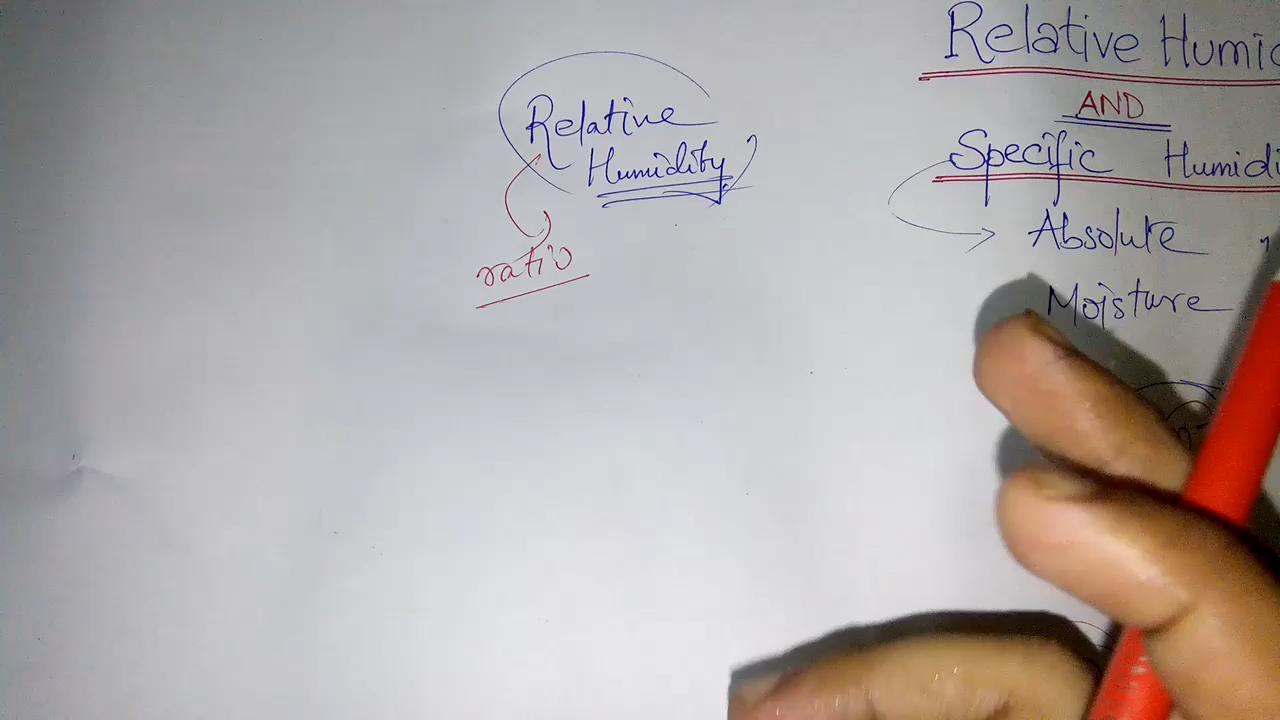 Relative
Humidity
ratio
Relative Humid
AND
Specific Humidi
Absolute
Moisture